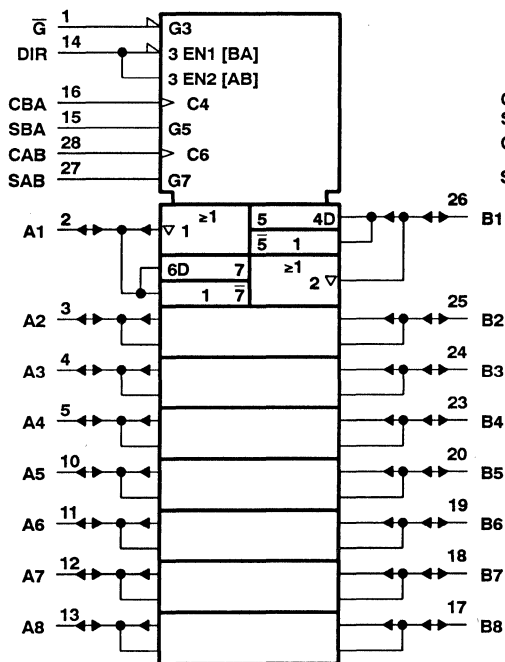 G̅ 1 G3
DIR 14 3 EN1 [BA]
3 EN2 [AB]
CBA 16 C4
SBA 15 G5
CAB 28 C6
SAB 27 G7
A1 2 ▽ 1 ≥1 5 4D 26 B1
5̅ 1
6D 7 ≥1
1 7̅ 2 ▽
A2 3 25 B2
A3 4 24 B3
A4 5 23 B4
A5 10 20 B5
A6 11 19 B6
A7 12 18 B7
A8 13 17 B8